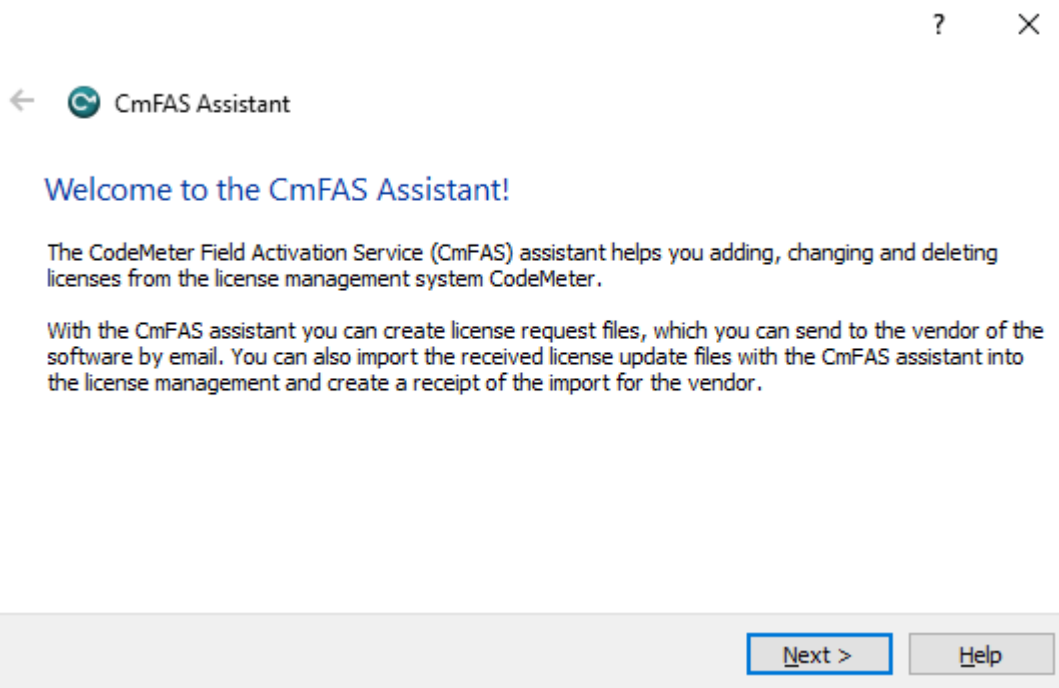 ?
CmFAS Assistant
Welcome to the CmFAS Assistant!
The CodeMeter Field Activation Service (CmFAS) assistant helps you adding, changing and deleting
licenses from the license management system CodeMeter.
With the CmFAS assistant you can create license request files, which you can send to the vendor of the
software by email. You can also import the received license update files with the CmFAS assistant into
the license management and create a receipt of the import for the vendor.
Next > Help